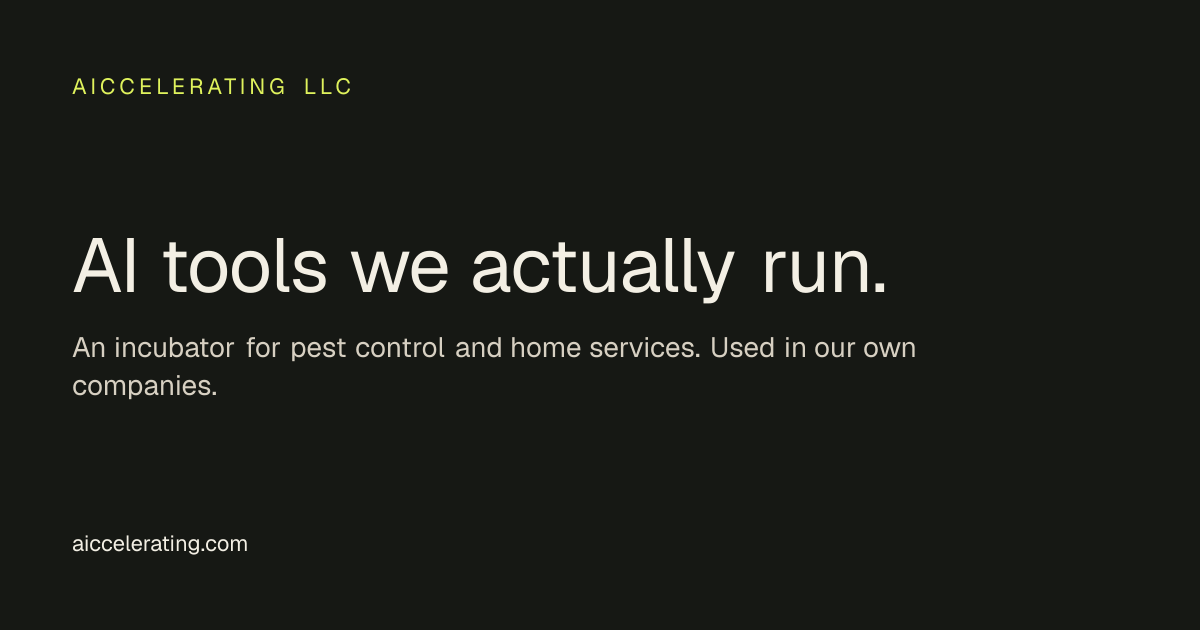 AICCELERATING LLC
AI tools we actually run.
An incubator for pest control and home services. Used in our own
companies.
aiccelerating.com